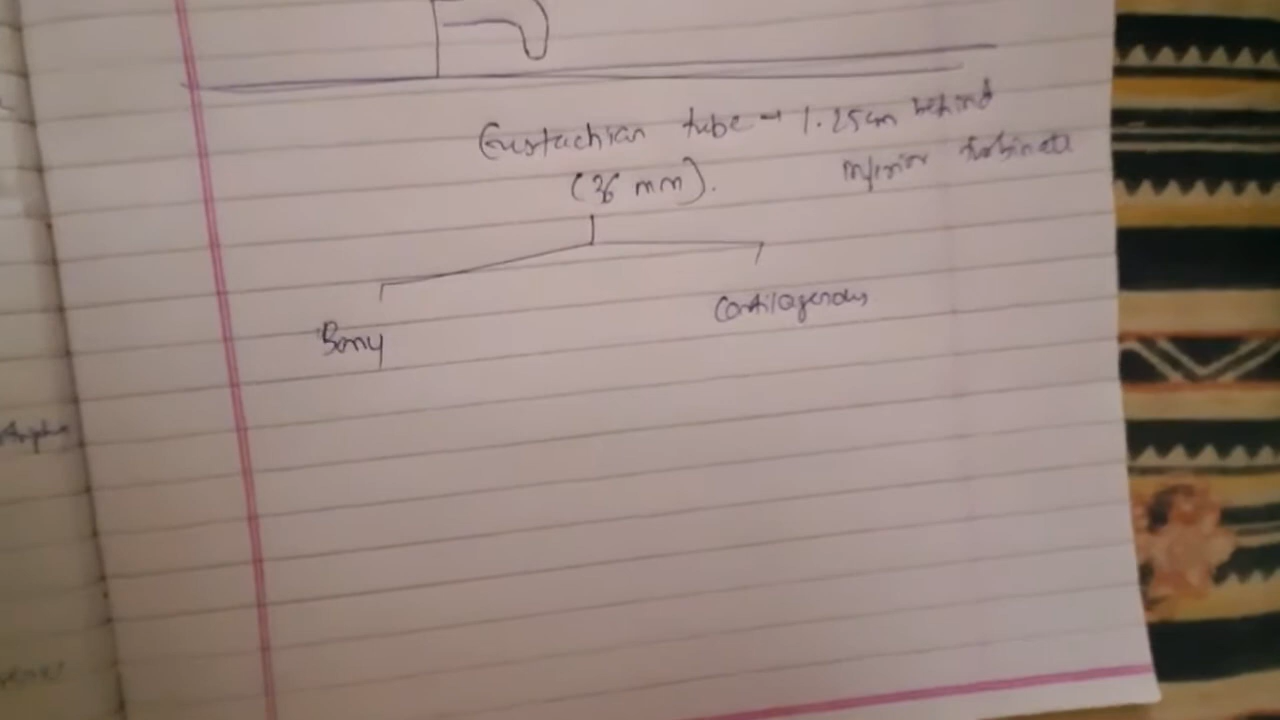 Eustachian tube → 1.25cm behind
inferior turbinate
(36 mm).
Bony
Cartilagenous